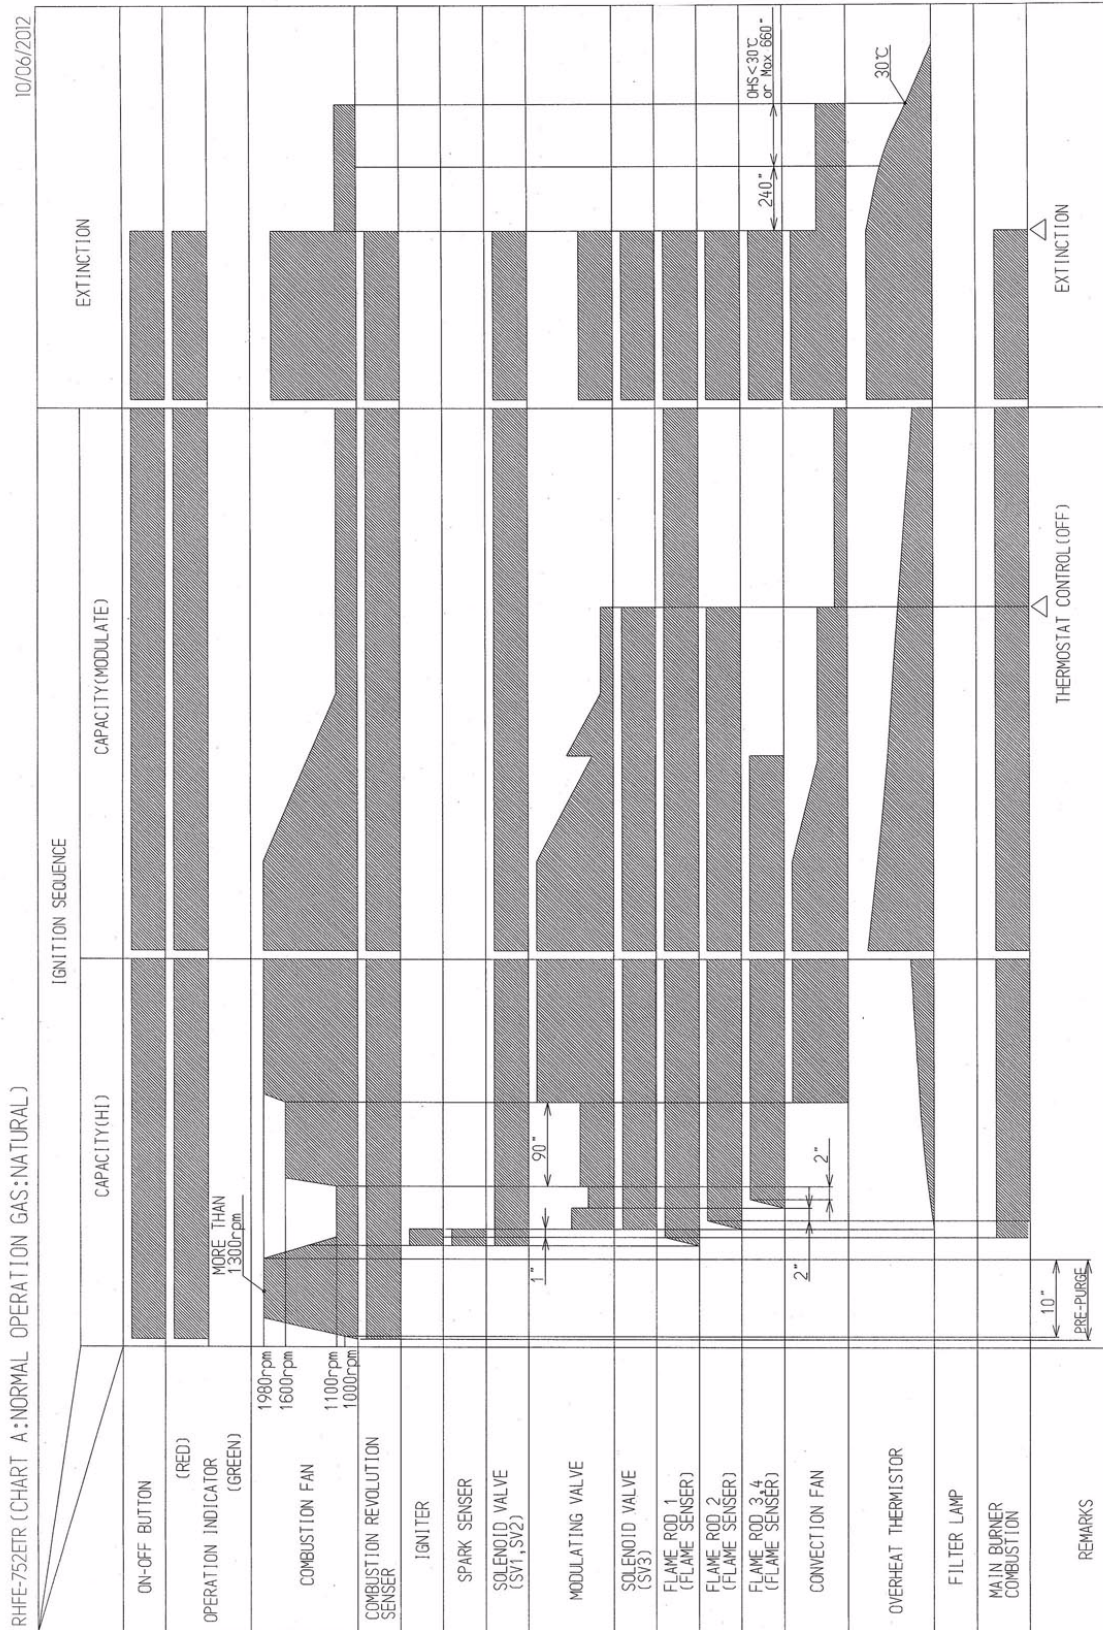 RHFE-752ETR (CHART A:NORMAL OPERATION GAS:NATURAL)
10/06/2012
IGNITION SEQUENCE
EXTINCTION
CAPACITY(HI)
CAPACITY(MODULATE)
ON-OFF BUTTON
(RED)
OPERATION INDICATOR
(GREEN)
COMBUSTION FAN
1980rpm
1600rpm
1100rpm
1000rpm
MORE THAN
1300rpm
COMBUSTION REVOLUTION
SENSER
IGNITER
SPARK SENSER
SOLENOID VALVE
(SV1,SV2)
MODULATING VALVE
1"
90"
SOLENOID VALVE
(SV3)
FLAME ROD 1
(FLAME SENSER)
FLAME ROD 2
(FLAME SENSER)
FLAME ROD 3,4
(FLAME SENSER)
240"
OHS<30℃
or Max 660"
CONVECTION FAN
2"
2"
OVERHEAT THERMISTOR
30℃
FILTER LAMP
MAIN BURNER
COMBUSTION
REMARKS
10"
PRE-PURGE
THERMOSTAT CONTROL(OFF)
EXTINCTION